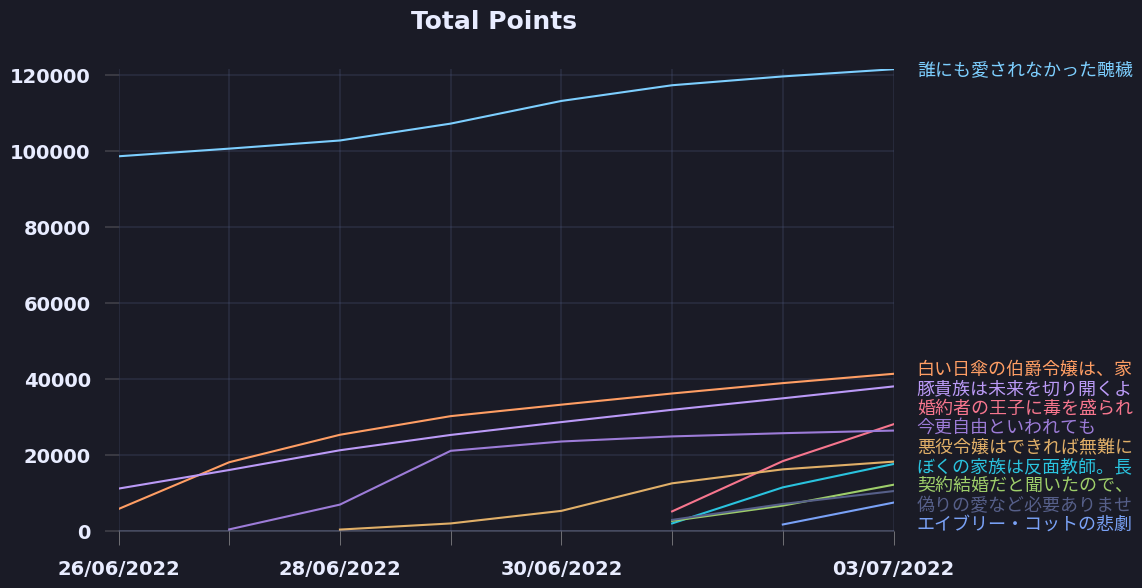 Total Points
120000
100000
80000
60000
40000
20000
0
26/06/2022
28/06/2022
30/06/2022
03/07/2022
誰にも愛されなかった醜穢
白い日傘の伯爵令嬢は、家
豚貴族は未来を切り開くよ
婚約者の王子に毒を盛られ
今更自由といわれても
悪役令嬢はできれば無難に
ぼくの家族は反面教師。長
契約結婚だと聞いたので、
偽りの愛など必要ありませ
エイブリー・コットの悲劇